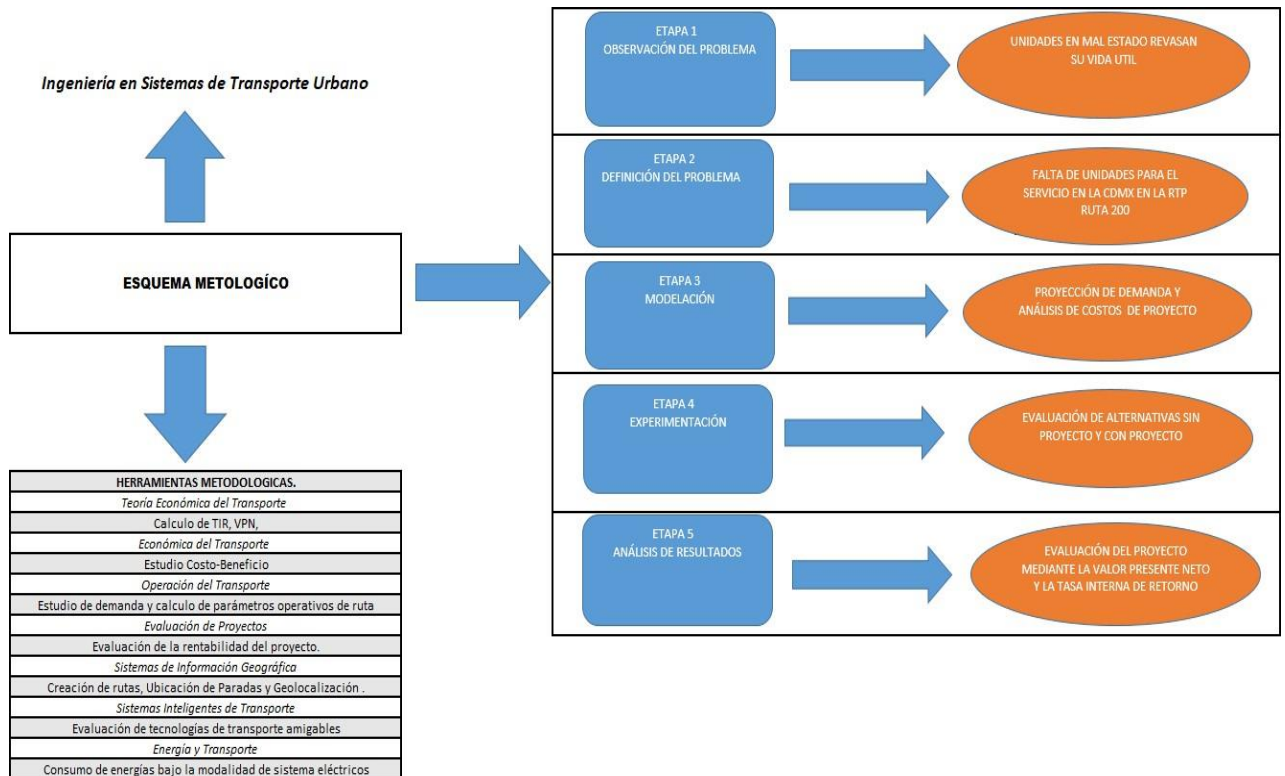 Ingeniería en Sistemas de Transporte Urbano
ESQUEMA METOLOGÍCO
HERRAMIENTAS METODOLOGICAS.
Teoría Económica del Transporte
Calculo de TIR, VPN,
Económica del Transporte
Estudio Costo-Beneficio
Operación del Transporte
Estudio de demanda y calculo de parámetros operativos de ruta
Evaluación de Proyectos
Evaluación de la rentabilidad del proyecto.
Sistemas de Información Geográfica
Creación de rutas, Ubicación de Paradas y Geolocalización .
Sistemas Inteligentes de Transporte
Evaluación de tecnologías de transporte amigables
Energía y Transporte
Consumo de energías bajo la modalidad de sistema eléctricos
ETAPA 1
OBSERVACIÓN DEL PROBLEMA
UNIDADES EN MAL ESTADO REVASAN
SU VIDA UTIL
ETAPA 2
DEFINICIÓN DEL PROBLEMA
FALTA DE UNIDADES PARA EL
SERVICIO EN LA CDMX EN LA RTP
RUTA 200
ETAPA 3
MODELACIÓN
PROYECCIÓN DE DEMANDA Y
ANÁLISIS DE COSTOS DE PROYECTO
ETAPA 4
EXPERIMENTACIÓN
EVALUACIÓN DE ALTERNATIVAS SIN
PROYECTO Y CON PROYECTO
ETAPA 5
ANÁLISIS DE RESULTADOS
EVALUACIÓN DEL PROYECTO
MEDIANTE LA VALOR PRESENTE NETO
Y LA TASA INTERNA DE RETORNO